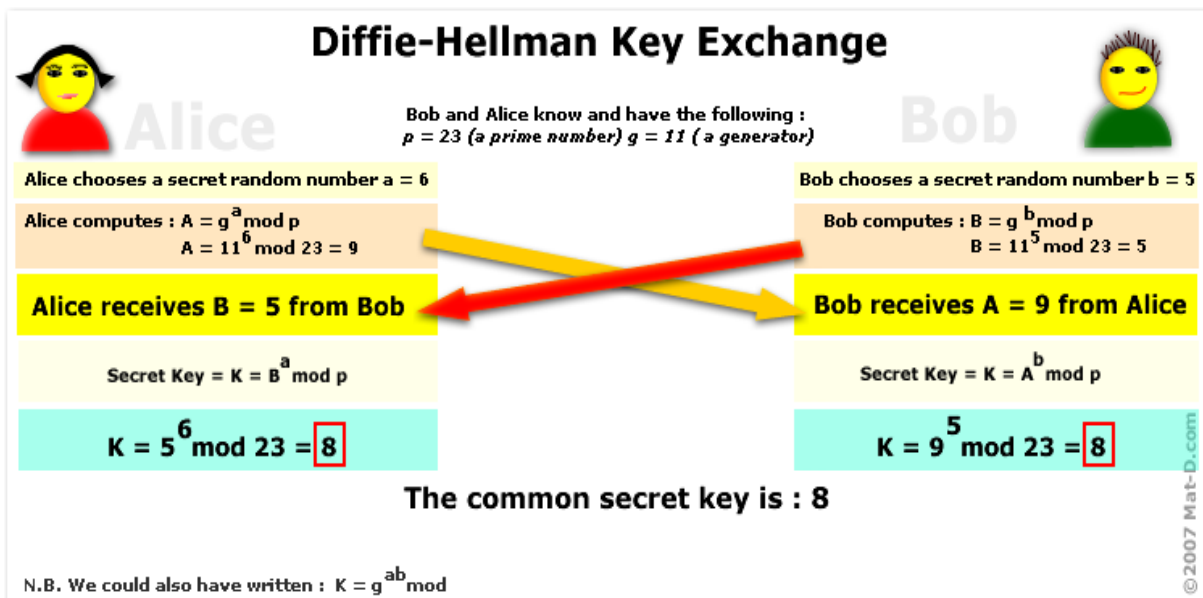 Diffie-Hellman Key Exchange
Alice
Bob
Bob and Alice know and have the following :
p = 23 (a prime number) g = 11 ( a generator)
Alice chooses a secret random number a = 6
Alice computes : A = g^a mod p
A = 11^6 mod 23 = 9
Alice receives B = 5 from Bob
Secret Key = K = B^a mod p
K = 5^6 mod 23 = 8
Bob chooses a secret random number b = 5
Bob computes : B = g^b mod p
B = 11^5 mod 23 = 5
Bob receives A = 9 from Alice
Secret Key = K = A^b mod p
K = 9^5 mod 23 = 8
The common secret key is : 8
N.B. We could also have written : K = g^ab mod
©2007 Mat-D.com